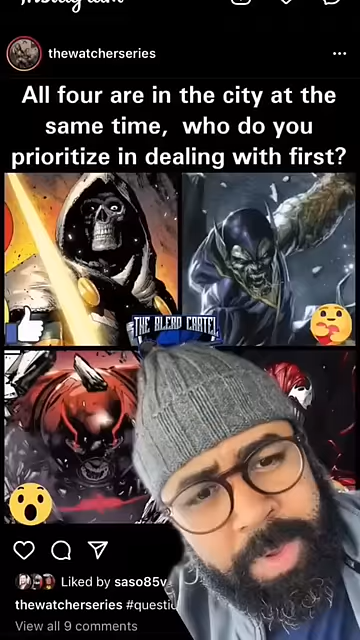 Instagram
thewatcherseries
All four are in the city at the
same time, who do you
prioritize in dealing with first?
THE BLERD CARTEL
Liked by saso85v
thewatcherseries #questi
View all 9 comments